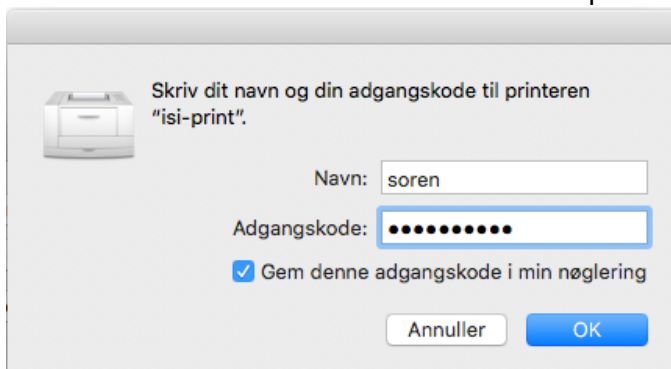 Skriv dit navn og din adgangskode til printeren
“isi-print”.
Navn: soren
Adgangskode: ●●●●●●●●●●
Gem denne adgangskode i min nøglering
Annuller OK